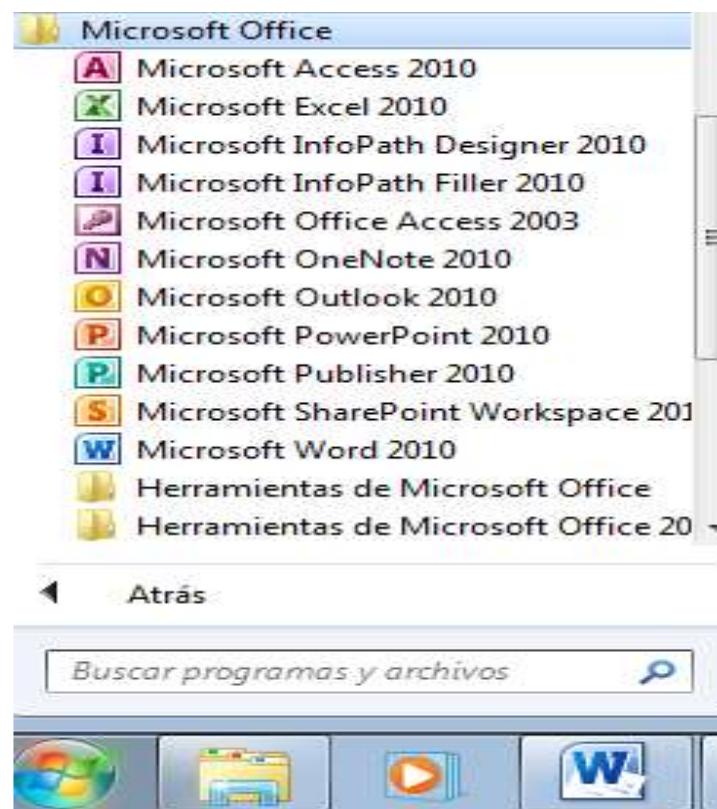 Microsoft Office
Microsoft Access 2010
Microsoft Excel 2010
Microsoft InfoPath Designer 2010
Microsoft InfoPath Filler 2010
Microsoft Office Access 2003
Microsoft OneNote 2010
Microsoft Outlook 2010
Microsoft PowerPoint 2010
Microsoft Publisher 2010
Microsoft SharePoint Workspace 201
Microsoft Word 2010
Herramientas de Microsoft Office
Herramientas de Microsoft Office 20
Atrás
Buscar programas y archivos